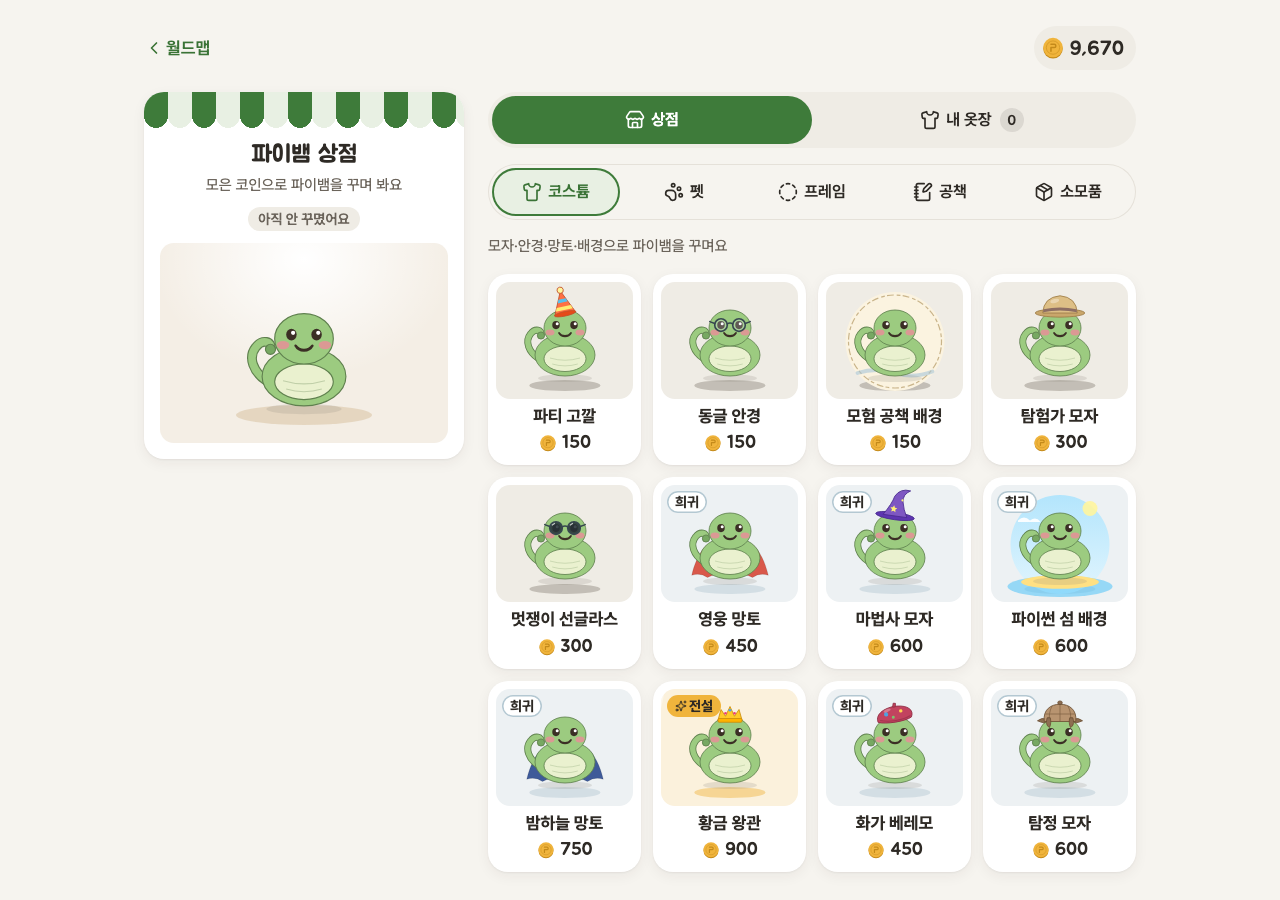 월드맵
9,670
파이뱀 상점
모은 코인으로 파이뱀을 꾸며 봐요
아직 안 꾸몄어요
상점
내 옷장 0
코스튬
펫
프레임
공책
소모품
모자·안경·망토·배경으로 파이뱀을 꾸며요
파티 고깔
150
동글 안경
150
모험 공책 배경
150
탐험가 모자
300
멋쟁이 선글라스
300
희귀
영웅 망토
450
희귀
마법사 모자
600
희귀
파이썬 섬 배경
600
희귀
밤하늘 망토
750
전설
황금 왕관
900
희귀
화가 베레모
450
희귀
탐정 모자
600